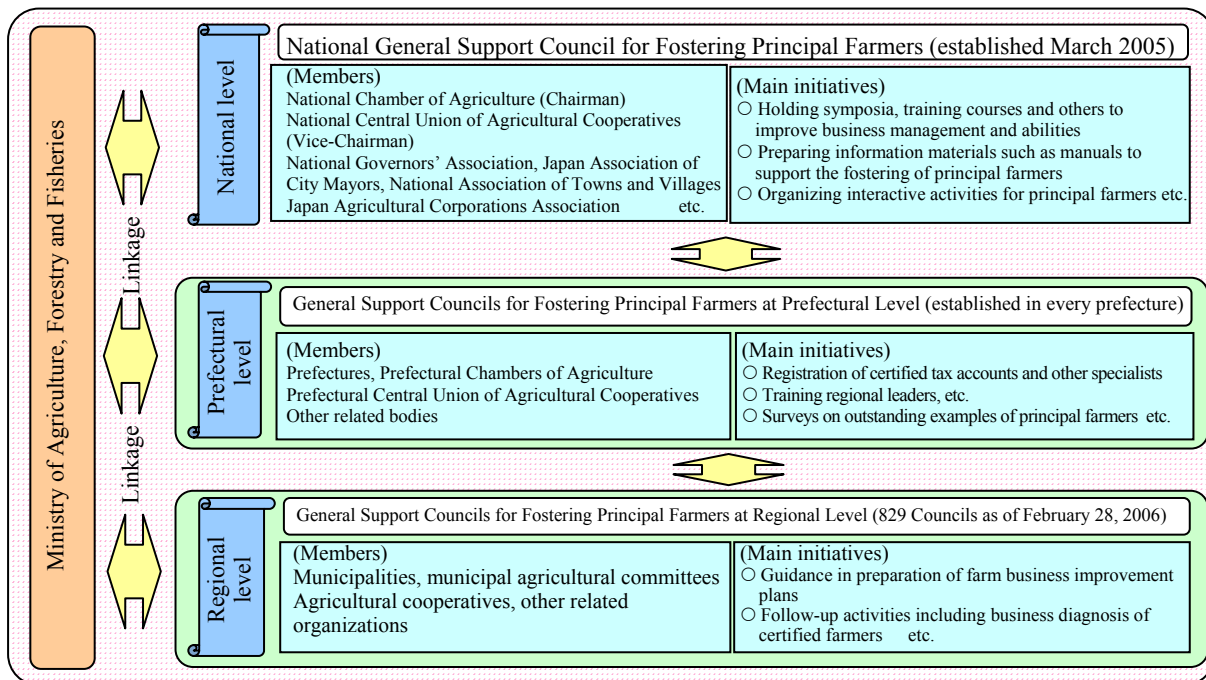 Ministry of Agriculture, Forestry and Fisheries
Linkage
Linkage
National level
National General Support Council for Fostering Principal Farmers (established March 2005)
(Members)
National Chamber of Agriculture (Chairman)
National Central Union of Agricultural Cooperatives
(Vice-Chairman)
National Governors' Association, Japan Association of
City Mayors, National Association of Towns and Villages
Japan Agricultural Corporations Association etc.
(Main initiatives)
○ Holding symposia, training courses and others to
improve business management and abilities
○ Preparing information materials such as manuals to
support the fostering of principal farmers
○ Organizing interactive activities for principal farmers etc.
Prefectural
level
General Support Councils for Fostering Principal Farmers at Prefectural Level (established in every prefecture)
(Members)
Prefectures, Prefectural Chambers of Agriculture
Prefectural Central Union of Agricultural Cooperatives
Other related bodies
(Main initiatives)
○ Registration of certified tax accounts and other specialists
○ Training regional leaders, etc.
○ Surveys on outstanding examples of principal farmers etc.
Regional
level
General Support Councils for Fostering Principal Farmers at Regional Level (829 Councils as of February 28, 2006)
(Members)
Municipalities, municipal agricultural committees
Agricultural cooperatives, other related
organizations
(Main initiatives)
○ Guidance in preparation of farm business improvement
plans
○ Follow-up activities including business diagnosis of
certified farmers etc.